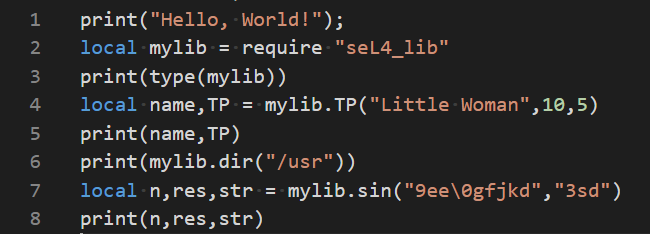 1 print("Hello, World!");
2 local mylib = require "seL4_lib"
3 print(type(mylib))
4 local name,TP = mylib.TP("Little Woman",10,5)
5 print(name,TP)
6 print(mylib.dir("/usr"))
7 local n,res,str = mylib.sin("9ee\0gfjkd","3sd")
8 print(n,res,str)